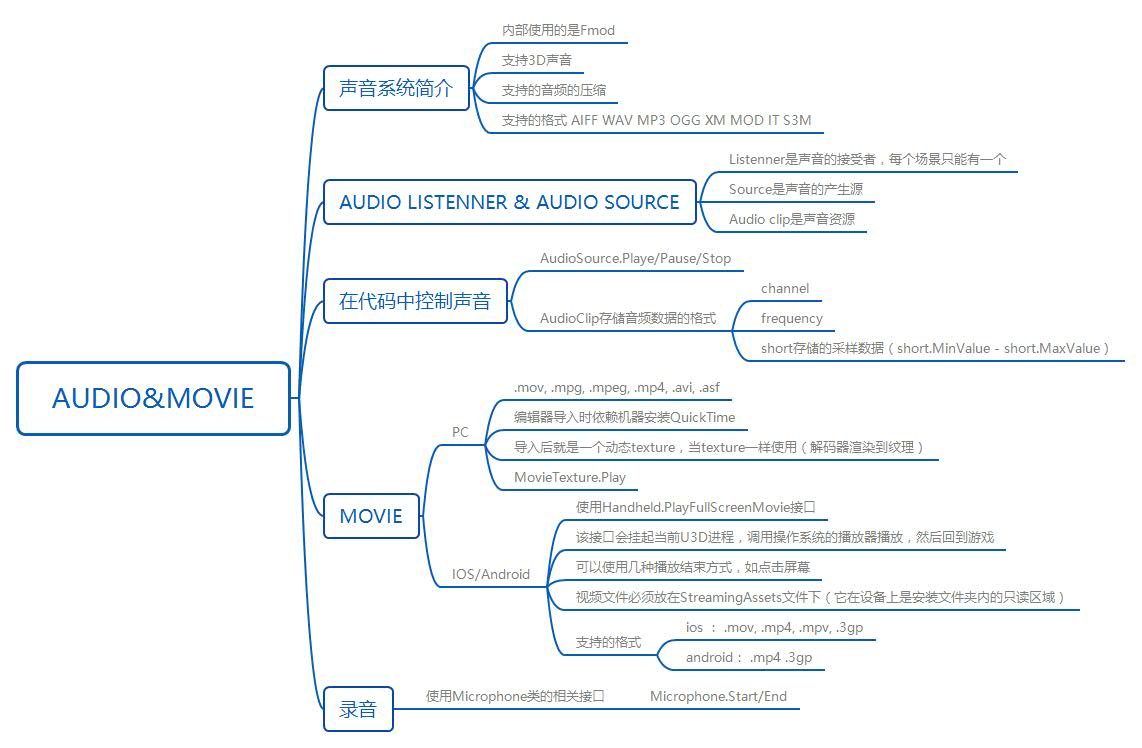 AUDIO&MOVIE
声音系统简介
内部使用的是Fmod
支持3D声音
支持的音频的压缩
支持的格式 AIFF WAV MP3 OGG XM MOD IT S3M
AUDIO LISTENNER & AUDIO SOURCE
Listenner是声音的接受者，每个场景只能有一个
Source是声音的产生源
Audio clip是声音资源
在代码中控制声音
AudioSource.Playe/Pause/Stop
AudioClip存储音频数据的格式
channel
frequency
short存储的采样数据（short.MinValue - short.MaxValue）
MOVIE
PC
.mov, .mpg, .mpeg, .mp4, .avi, .asf
编辑器导入时依赖机器安装QuickTime
导入后就是一个动态texture，当texture一样使用（解码器渲染到纹理）
MovieTexture.Play
IOS/Android
使用Handheld.PlayFullScreenMovie接口
该接口会挂起当前U3D进程，调用操作系统的播放器播放，然后回到游戏
可以使用几种播放结束方式，如点击屏幕
视频文件必须放在StreamingAssets文件下（它在设备上是安装文件夹内的只读区域）
支持的格式
ios ： .mov, .mp4, .mpv, .3gp
android： .mp4 .3gp
录音
使用Microphone类的相关接口
Microphone.Start/End